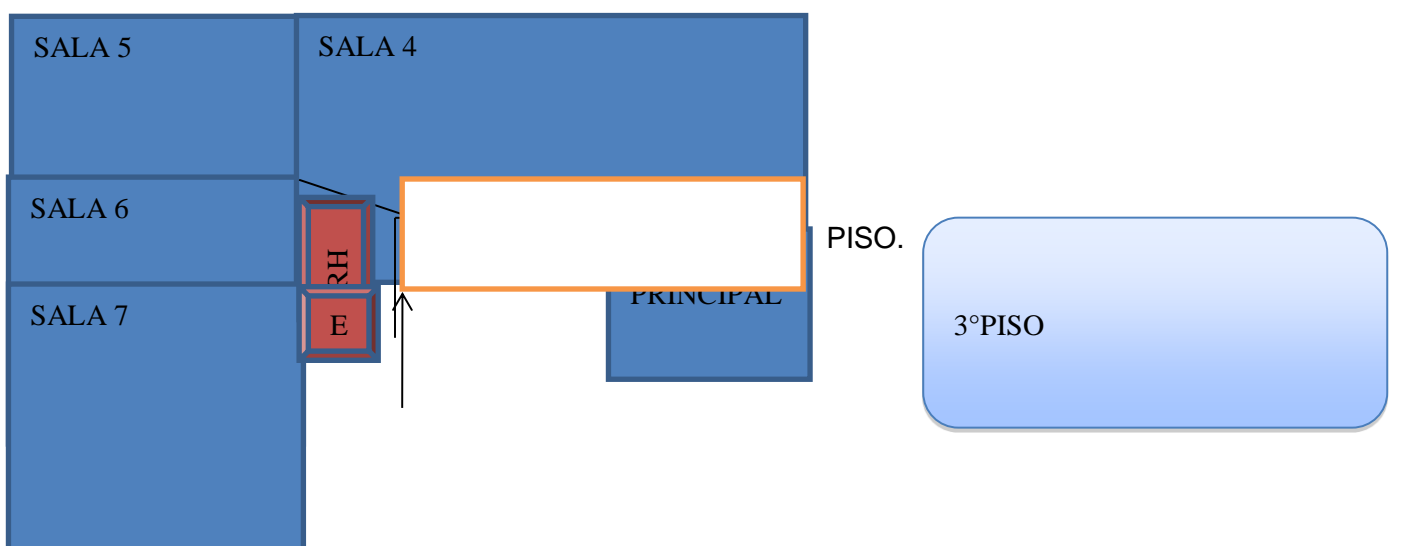 SALA 5
SALA 4
SALA 6
RH
PISO.
PRINCIPAL
SALA 7
E
3°PISO